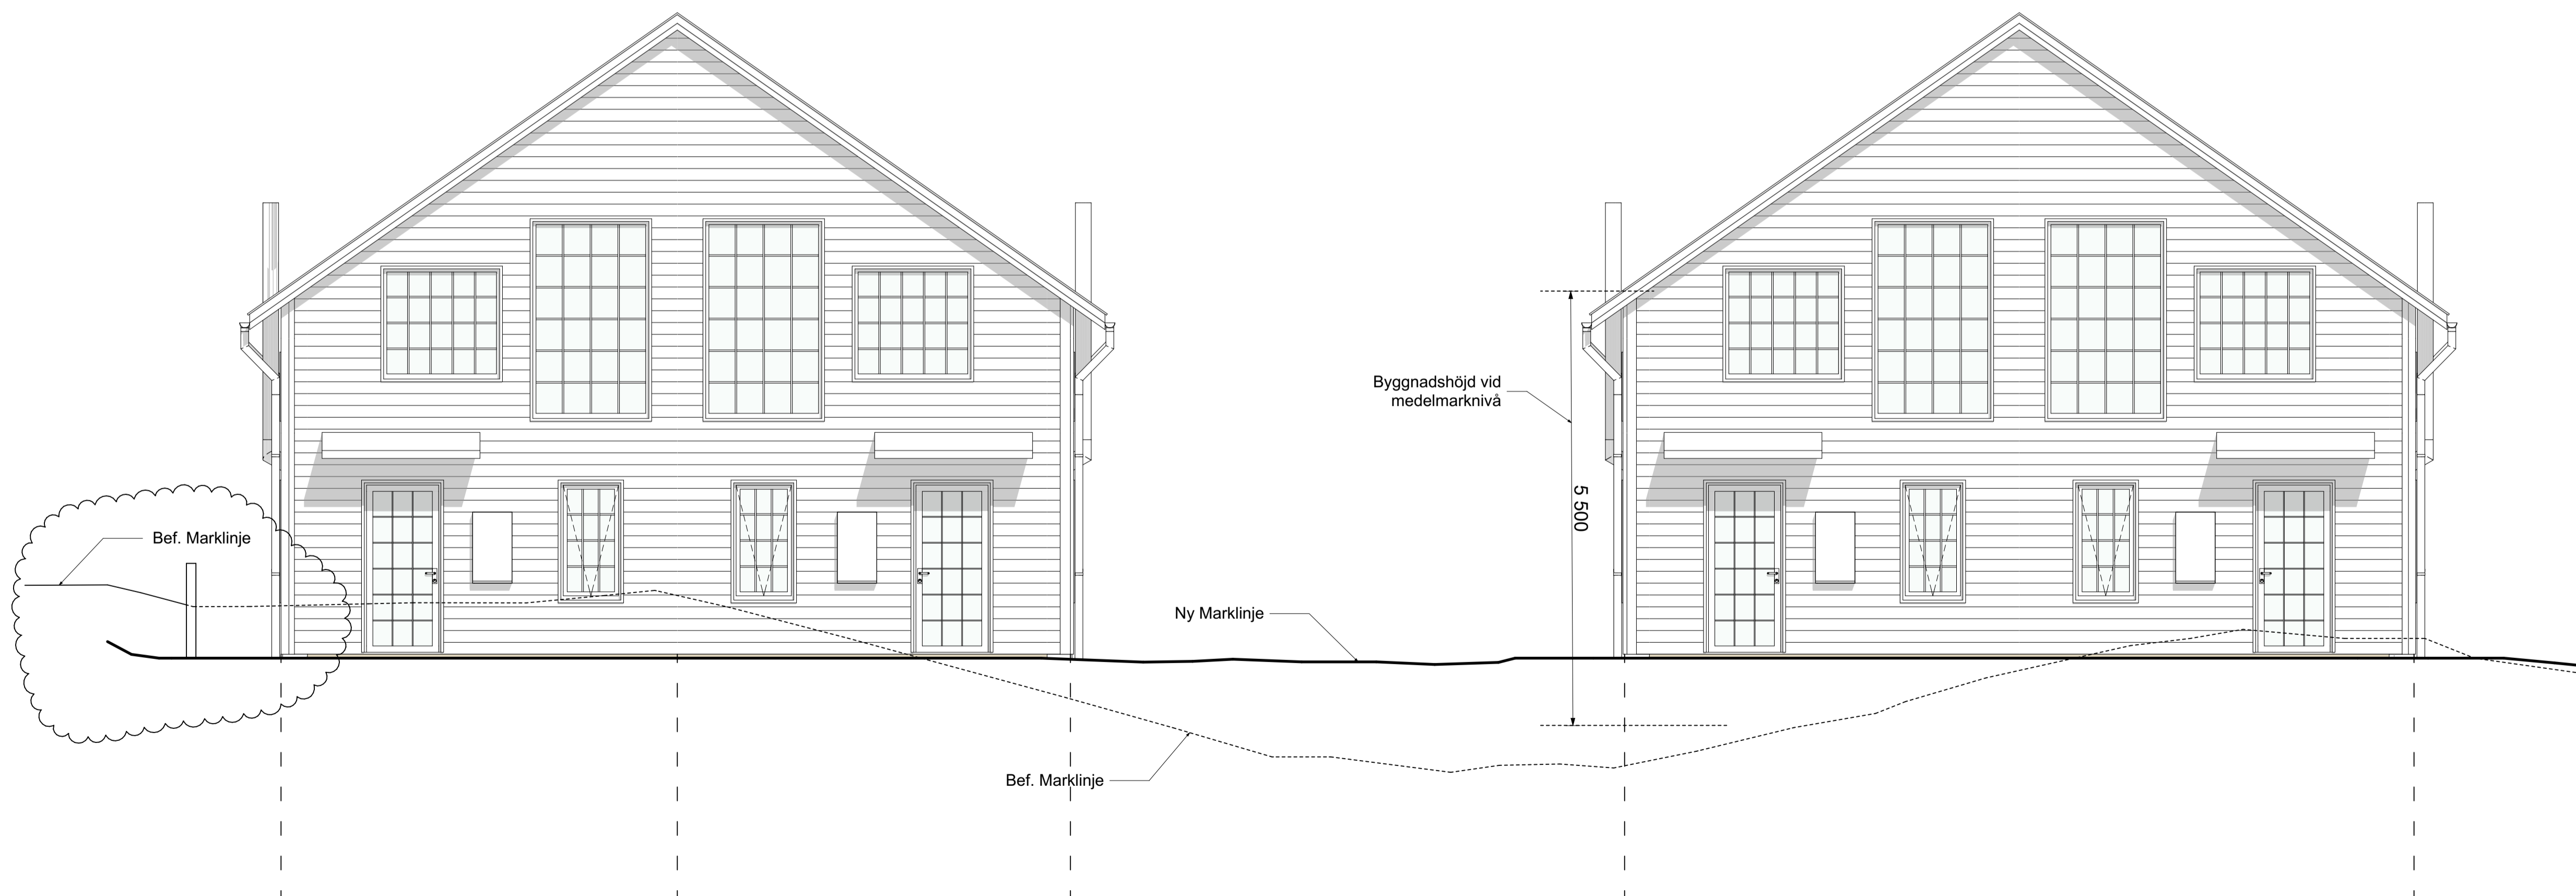 Byggnadshöjd vid
medelmarknivå
5 500
Bef. Marklinje
Ny Marklinje
Bef. Marklinje